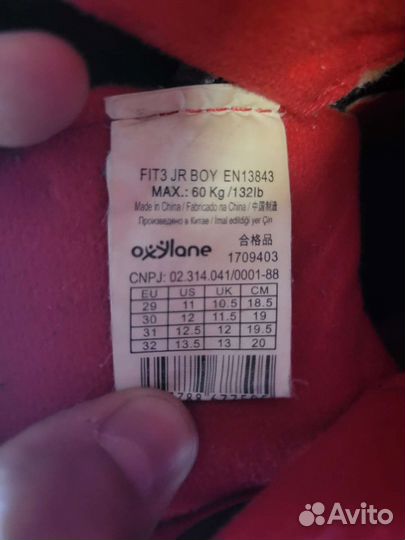 FIT3 JR BOY EN13843
MAX.: 60 Kg /132lb
Made in China / Fabricado na China / 中国制造
Произведено в Китае / Imal edildiği yer Çin
oxylane 合格品
1709403
CNPJ: 02.314.041/0001-88
EU US UK CM
29 11 10.5 18.5
30 12 11.5 19
31 12.5 12 19.5
32 13.5 13 20
Avito